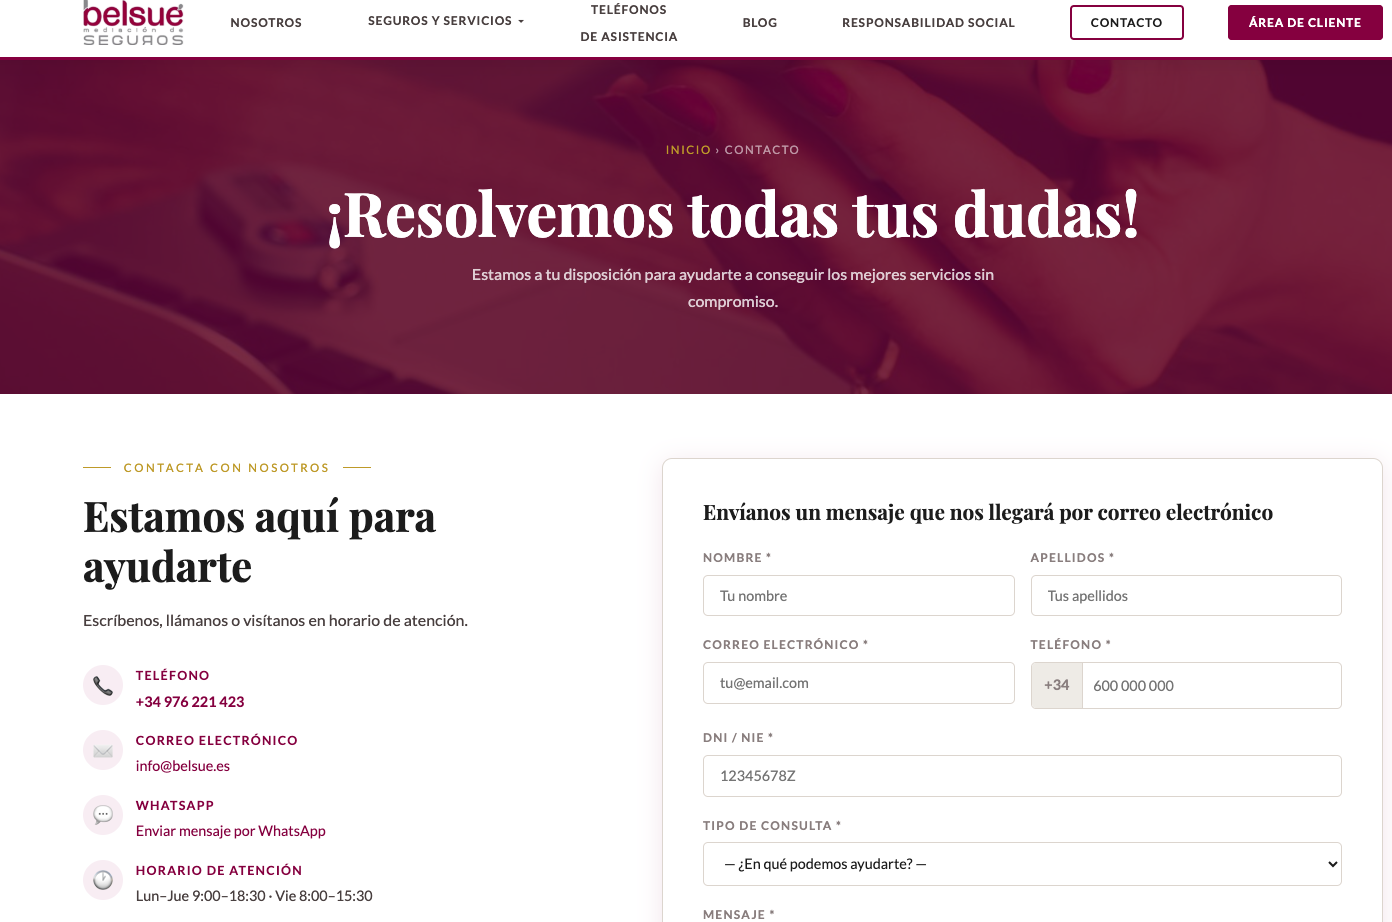 belsue
mediación de
SEGUROS
NOSOTROS
SEGUROS Y SERVICIOS
TELÉFONOS
DE ASISTENCIA
BLOG
RESPONSABILIDAD SOCIAL
CONTACTO
ÁREA DE CLIENTE
INICIO › CONTACTO
¡Resolvemos todas tus dudas!
Estamos a tu disposición para ayudarte a conseguir los mejores servicios sin
compromiso.
CONTACTA CON NOSOTROS
Estamos aquí para
ayudarte
Escríbenos, llámanos o visítanos en horario de atención.
TELÉFONO
+34 976 221 423
CORREO ELECTRÓNICO
info@belsue.es
WHATSAPP
Enviar mensaje por WhatsApp
HORARIO DE ATENCIÓN
Lun–Jue 9:00–18:30 · Vie 8:00–15:30
Envíanos un mensaje que nos llegará por correo electrónico
NOMBRE *
Tu nombre
APELLIDOS *
Tus apellidos
CORREO ELECTRÓNICO *
tu@email.com
TELÉFONO *
+34 600 000 000
DNI / NIE *
12345678Z
TIPO DE CONSULTA *
— ¿En qué podemos ayudarte? —
MENSAJE *